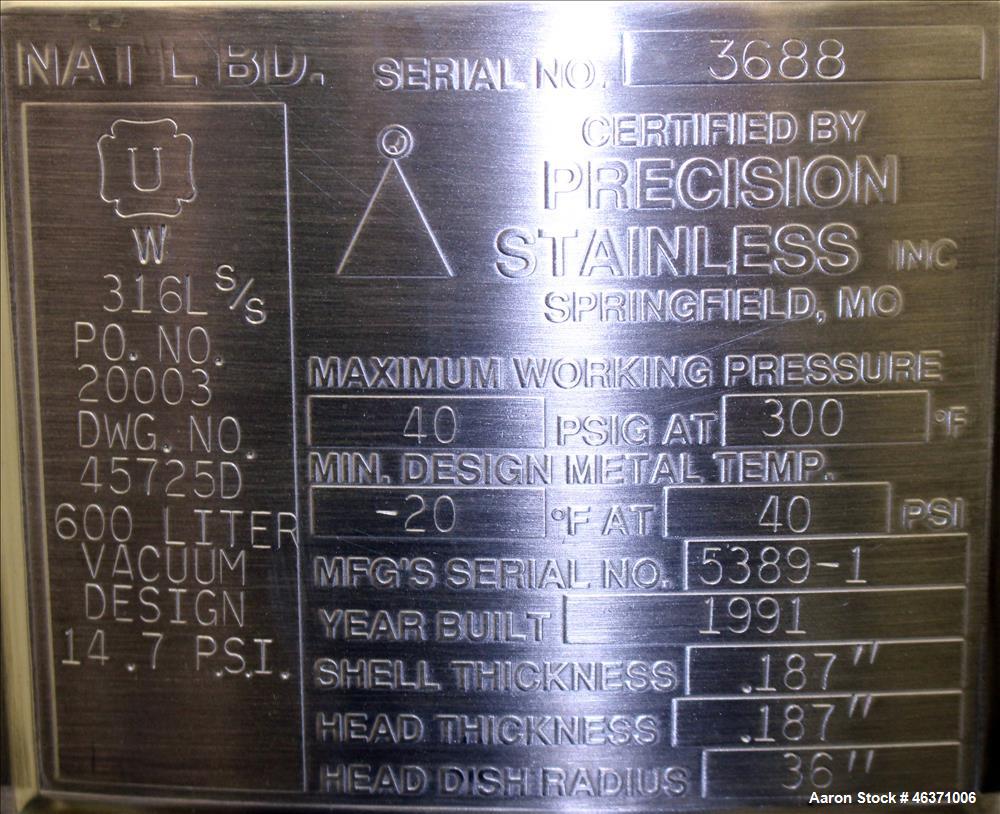 NAT'L BD. SERIAL NO. 3688
U
W
316L S/S
PO. NO.
20003
DWG. NO.
45725D
600 LITER
VACUUM
DESIGN
14.7 PSI.
CERTIFIED BY
PRECISION
STAINLESS INC
SPRINGFIELD, MO
MAXIMUM WORKING PRESSURE
40 PSIG AT 300 °F
MIN. DESIGN METAL TEMP.
-20 °F AT 40 PSI
MFG'S SERIAL NO. 5389-1
YEAR BUILT 1991
SHELL THICKNESS .187"
HEAD THICKNESS .187"
HEAD DISH RADIUS 36"
Aaron Stock # 46371006